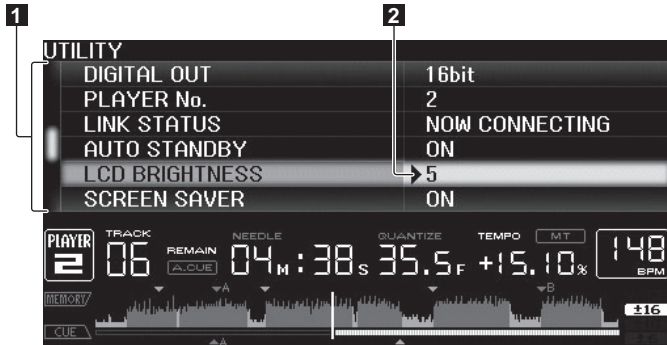 1 2
UTILITY
DIGITAL OUT 16bit
PLAYER No. 2
LINK STATUS NOW CONNECTING
AUTO STANDBY ON
LCD BRIGHTNESS 5
SCREEN SAVER ON
PLAYER 2 TRACK 06 REMAIN A.CUE NEEDLE 04M:38S QUANTIZE 35.5F TEMPO MT +15.10% 148 BPM
MEMORY A B
±16
CUE A